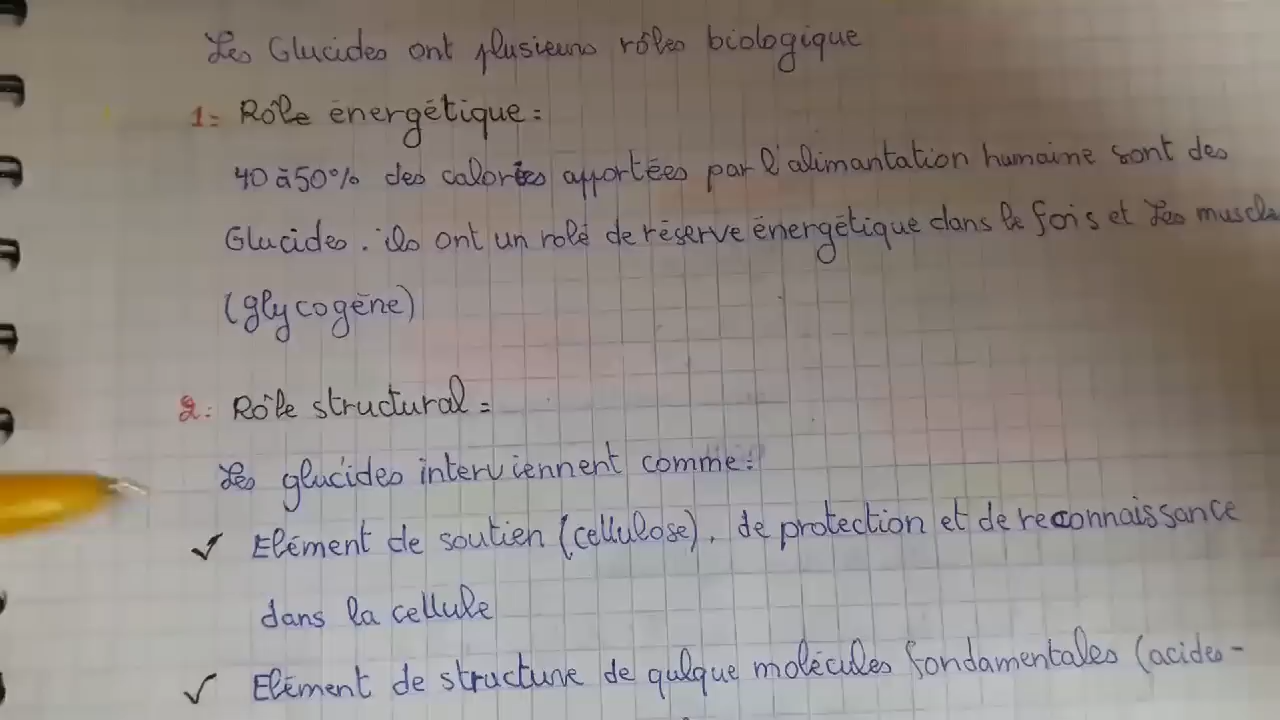 Les Glucides ont plusieurs rôles biologique
1: Rôle énergétique:
40 à 50% des calories apportées par l'alimantation humaine sont des
Glucides. ils ont un rolé de réserve énergétique dans le fois et Les muscles
(glycogène)
2: Rôle structural:
Les glucides interviennent comme:
✓ Elément de soutien (cellulose), de protection et de reconnaissance
dans la cellule
✓ Elément de structure de qulque molécules fondamentales (acides-